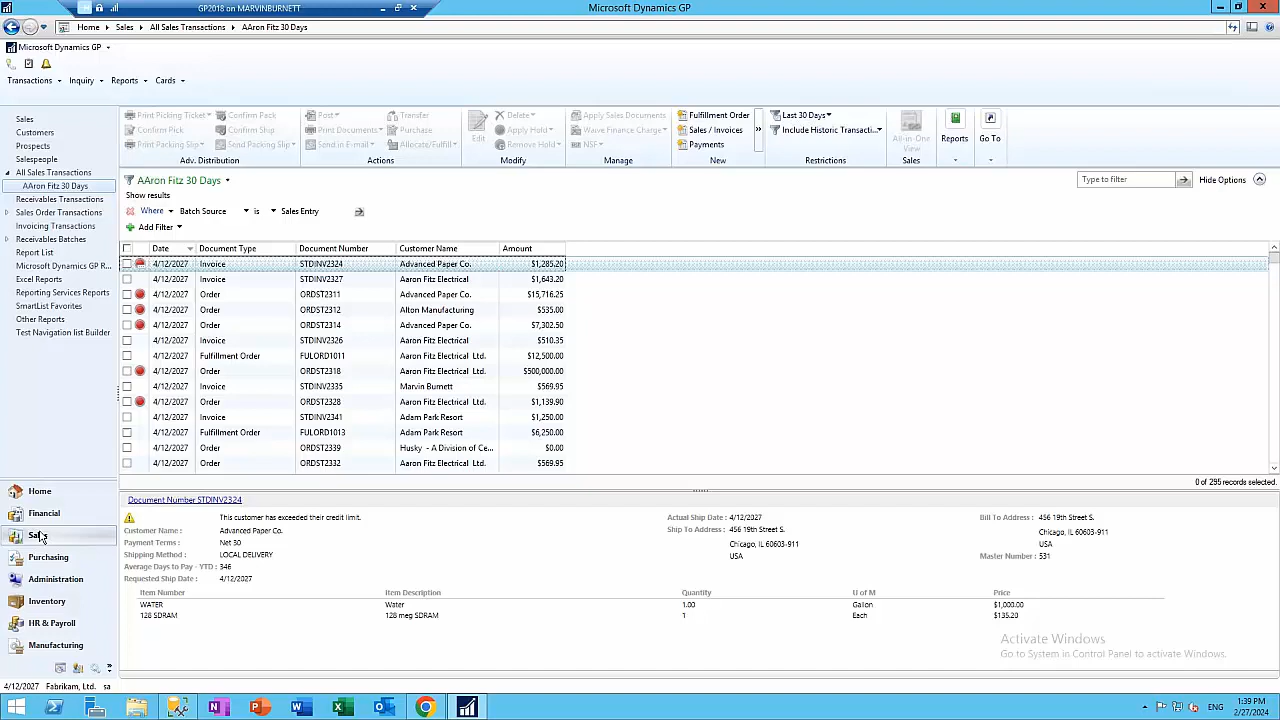 GP2018 on MARVINBURNETT
Microsoft Dynamics GP
Home
Sales
All Sales Transactions
AAron Fitz 30 Days
Microsoft Dynamics GP
Transactions
Inquiry
Reports
Cards
Sales
Customers
Prospects
Salespeople
All Sales Transactions
AAron Fitz 30 Days
Receivables Transactions
Sales Order Transactions
Invoicing Transactions
Receivables Batches
Report List
Microsoft Dynamics GP R...
Excel Reports
Reporting Services Reports
SmartList Favorites
Other Reports
Test Navigation list Builder
Home
Financial
Sales
Purchasing
Administration
Inventory
HR & Payroll
Manufacturing
4/12/2027 Fabrikam, Ltd. sa
Print Picking Ticket
Confirm Pick
Print Packing Slip
Confirm Pack
Confirm Ship
Send Packing Slip
Adv. Distribution
Post
Print Documents
Send in E-mail
Transfer
Purchase
Allocate/Fulfill
Actions
Edit
Delete
Apply Hold
Remove Hold
Modify
Apply Sales Documents
Waive Finance Charge
NSF
Manage
Fulfillment Order
Sales / Invoices
Payments
New
Last 30 Days
Include Historic Transacti...
Restrictions
All-in-One View
Sales
Reports
Go To
AAron Fitz 30 Days
Type to filter
Hide Options
Show results
Where Batch Source is Sales Entry
Add Filter
Date Document Type Document Number Customer Name Amount
4/12/2027 Invoice STDINV2324 Advanced Paper Co. $1,285.20
4/12/2027 Invoice STDINV2327 Aaron Fitz Electrical $1,643.20
4/12/2027 Order ORDST2311 Advanced Paper Co. $15,716.25
4/12/2027 Order ORDST2312 Alton Manufacturing $535.00
4/12/2027 Order ORDST2314 Advanced Paper Co. $7,302.50
4/12/2027 Invoice STDINV2326 Aaron Fitz Electrical $510.35
4/12/2027 Fulfillment Order FULORD1011 Aaron Fitz Electrical Ltd. $12,500.00
4/12/2027 Order ORDST2318 Aaron Fitz Electrical Ltd. $500,000.00
4/12/2027 Invoice STDINV2335 Marvin Burnett $569.95
4/12/2027 Order ORDST2328 Aaron Fitz Electrical Ltd. $1,139.90
4/12/2027 Invoice STDINV2341 Adam Park Resort $1,250.00
4/12/2027 Fulfillment Order FULORD1013 Adam Park Resort $6,250.00
4/12/2027 Order ORDST2339 Husky - A Division of Ce... $0.00
4/12/2027 Order ORDST2332 Aaron Fitz Electrical Ltd. $569.95
0 of 295 records selected.
Document Number STDINV2324
This customer has exceeded their credit limit.
Customer Name : Advanced Paper Co.
Payment Terms : Net 30
Shipping Method : LOCAL DELIVERY
Average Days to Pay - YTD : 346
Requested Ship Date : 4/12/2027
Actual Ship Date : 4/12/2027
Ship To Address : 456 19th Street S.
Chicago, IL 60603-911
USA
Bill To Address : 456 19th Street S.
Chicago, IL 60603-911
USA
Master Number : 531
Item Number Item Description Quantity U of M Price
WATER Water 1.00 Gallon $1,000.00
128 SDRAM 128 meg SDRAM 1 Each $135.20
Activate Windows
Go to System in Control Panel to activate Windows.
ENG
1:39 PM
2/27/2024